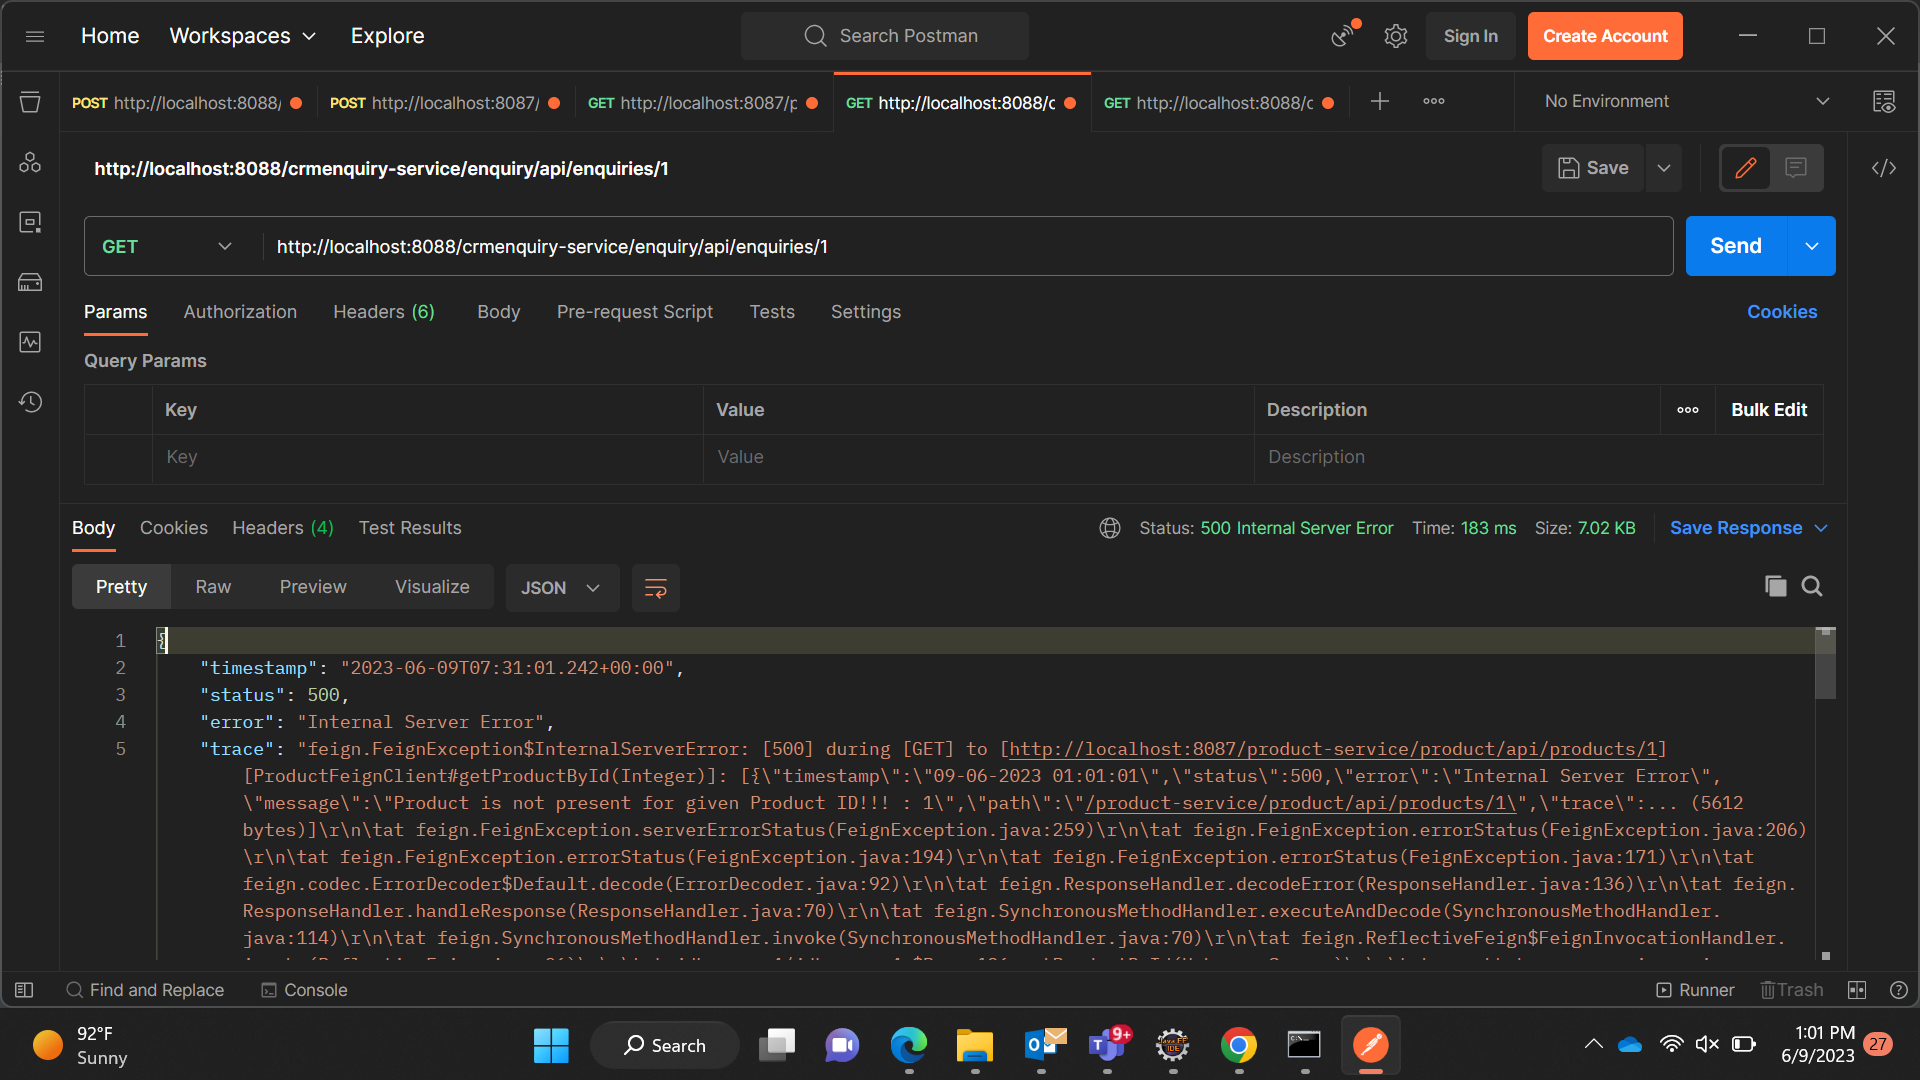 Home Workspaces Explore Search Postman Sign In Create Account
POST http://localhost:8088/ POST http://localhost:8087/ GET http://localhost:8087/p GET http://localhost:8088/c GET http://localhost:8088/c No Environment
http://localhost:8088/crmenquiry-service/enquiry/api/enquiries/1 Save
GET http://localhost:8088/crmenquiry-service/enquiry/api/enquiries/1 Send
Params Authorization Headers (6) Body Pre-request Script Tests Settings Cookies
Query Params
Key Value Description Bulk Edit
Key Value Description
Body Cookies Headers (4) Test Results Status: 500 Internal Server Error Time: 183 ms Size: 7.02 KB Save Response
Pretty Raw Preview Visualize JSON
1 {
2 "timestamp": "2023-06-09T07:31:01.242+00:00",
3 "status": 500,
4 "error": "Internal Server Error",
5 "trace": "feign.FeignException$InternalServerError: [500] during [GET] to [http://localhost:8087/product-service/product/api/products/1]
[ProductFeignClient#getProductById(Integer)]: [{\"timestamp\":\"09-06-2023 01:01:01\",\"status\":500,\"error\":\"Internal Server Error\",
\"message\":\"Product is not present for given Product ID!!! : 1\",\"path\":\"/product-service/product/api/products/1\",\"trace\":... (5612
bytes)]\r\n\tat feign.FeignException.serverErrorStatus(FeignException.java:259)\r\n\tat feign.FeignException.errorStatus(FeignException.java:206)
\r\n\tat feign.FeignException.errorStatus(FeignException.java:194)\r\n\tat feign.FeignException.errorStatus(FeignException.java:171)\r\n\tat
feign.codec.ErrorDecoder$Default.decode(ErrorDecoder.java:92)\r\n\tat feign.ResponseHandler.decodeError(ResponseHandler.java:136)\r\n\tat feign.
ResponseHandler.handleResponse(ResponseHandler.java:70)\r\n\tat feign.SynchronousMethodHandler.executeAndDecode(SynchronousMethodHandler.
java:114)\r\n\tat feign.SynchronousMethodHandler.invoke(SynchronousMethodHandler.java:70)\r\n\tat feign.ReflectiveFeign$FeignInvocationHandler.
Find and Replace Console Runner Trash
92°F
Sunny
Search
9+
Java EE
IDE
1:01 PM
6/9/2023
27